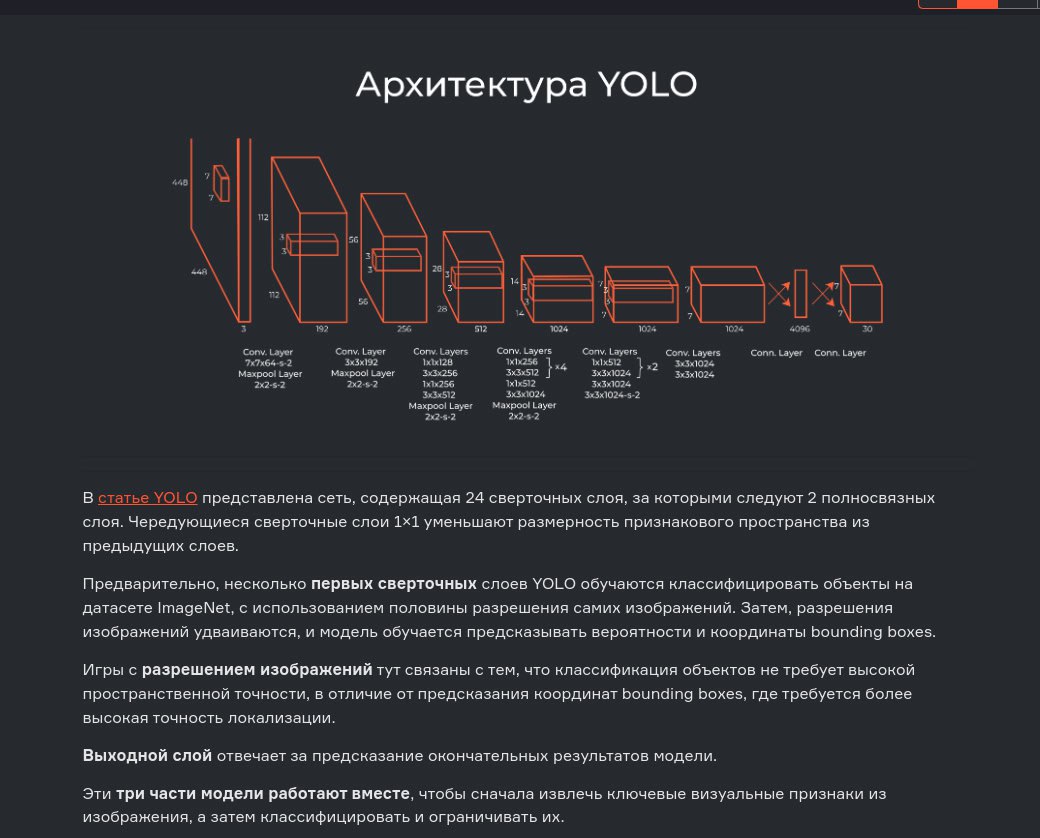 Архитектура YOLO
448
7
7
448
3
112
3
3
112
192
56
3
3
56
256
28
3
3
28
512
14
3
3
14
1024
7
3
3
7
1024
7
7
1024
4096
7
7
30
Conv. Layer
7x7x64-s-2
Maxpool Layer
2x2-s-2
Conv. Layer
3x3x192
Maxpool Layer
2x2-s-2
Conv. Layers
1x1x128
3x3x256
1x1x256
3x3x512
Maxpool Layer
2x2-s-2
Conv. Layers
1x1x256
3x3x512
x4
1x1x512
3x3x1024
Maxpool Layer
2x2-s-2
Conv. Layers
1x1x512
3x3x1024
x2
3x3x1024
3x3x1024-s-2
Conv. Layers
3x3x1024
3x3x1024
Conn. Layer
Conn. Layer
В статье YOLO представлена сеть, содержащая 24 сверточных слоя, за которыми следуют 2 полносвязных
слоя. Чередующиеся сверточные слои 1×1 уменьшают размерность признакового пространства из
предыдущих слоев.
Предварительно, несколько первых сверточных слоев YOLO обучаются классифицировать объекты на
датасете ImageNet, с использованием половины разрешения самих изображений. Затем, разрешения
изображений удваиваются, и модель обучается предсказывать вероятности и координаты bounding boxes.
Игры с разрешением изображений тут связаны с тем, что классификация объектов не требует высокой
пространственной точности, в отличие от предсказания координат bounding boxes, где требуется более
высокая точность локализации.
Выходной слой отвечает за предсказание окончательных результатов модели.
Эти три части модели работают вместе, чтобы сначала извлечь ключевые визуальные признаки из
изображения, а затем классифицировать и ограничивать их.